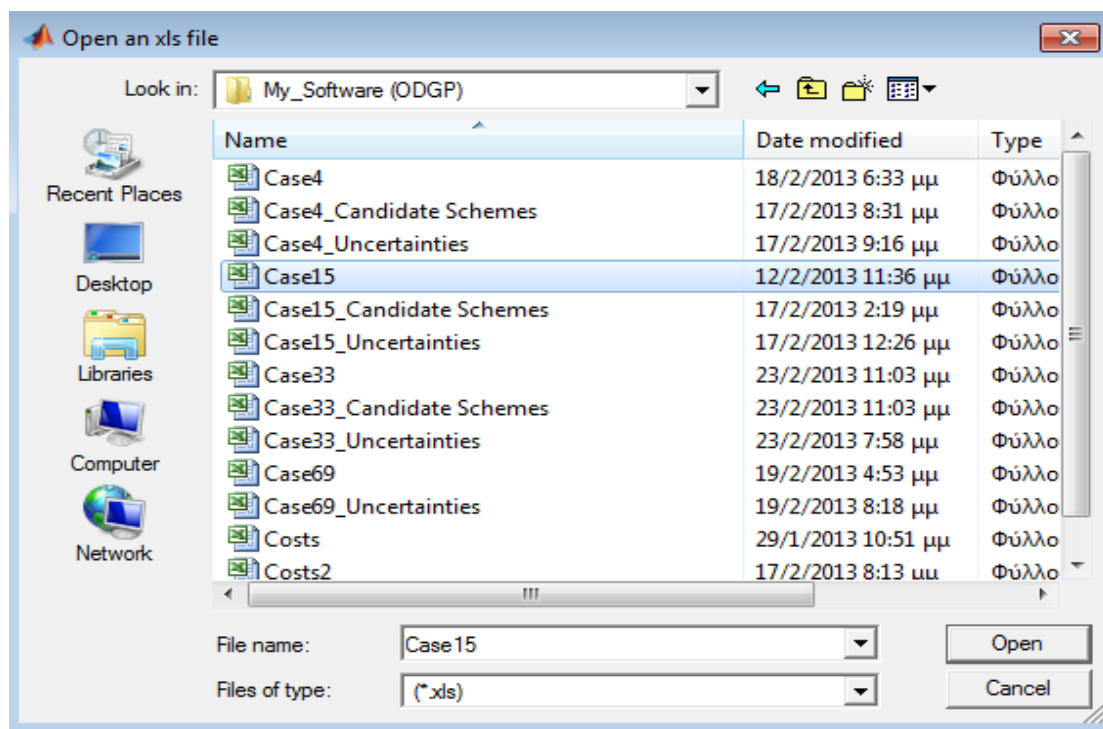 Open an xls file
Look in: My_Software (ODGP)
Name Date modified Type
Recent Places
Desktop
Libraries
Computer
Network
Case4 18/2/2013 6:33 μμ Φύλλο
Case4_Candidate Schemes 17/2/2013 8:31 μμ Φύλλο
Case4_Uncertainties 17/2/2013 9:16 μμ Φύλλο
Case15 12/2/2013 11:36 μμ Φύλλο
Case15_Candidate Schemes 17/2/2013 2:19 μμ Φύλλο
Case15_Uncertainties 17/2/2013 12:26 μμ Φύλλο
Case33 23/2/2013 11:03 μμ Φύλλο
Case33_Candidate Schemes 23/2/2013 11:03 μμ Φύλλο
Case33_Uncertainties 23/2/2013 7:58 μμ Φύλλο
Case69 19/2/2013 4:53 μμ Φύλλο
Case69_Uncertainties 19/2/2013 8:18 μμ Φύλλο
Costs 29/1/2013 10:51 μμ Φύλλο
Costs2 17/2/2013 8:13 μμ Φύλλο
File name: Case15 Open
Files of type: (*.xls) Cancel